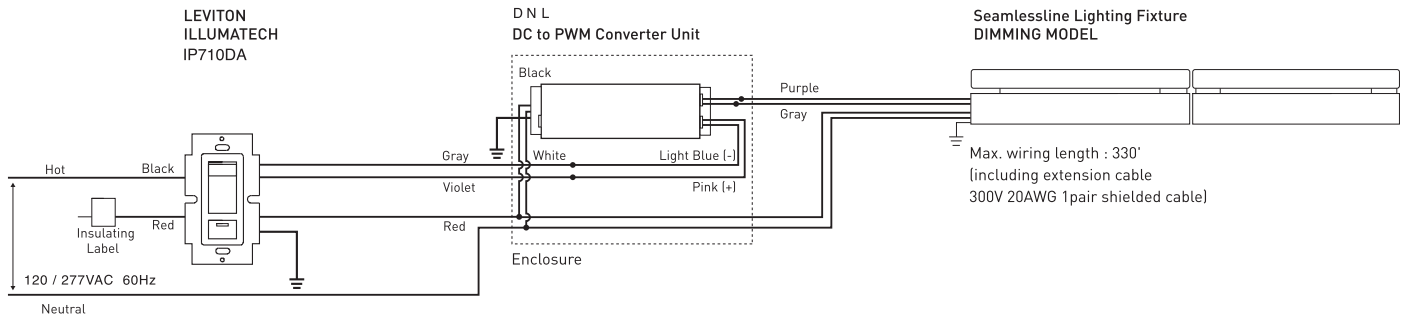 LEVITON
ILLUMATECH
IP710DA
DNL
DC to PWM Converter Unit
Seamlessline Lighting Fixture
DIMMING MODEL
Black
Purple
Gray
Hot
Black
Gray
White
Light Blue (-)
Violet
Pink (+)
Max. wiring length : 330'
(including extension cable
300V 20AWG 1pair shielded cable)
Insulating
Label
Red
Red
Enclosure
120 / 277VAC 60Hz
Neutral